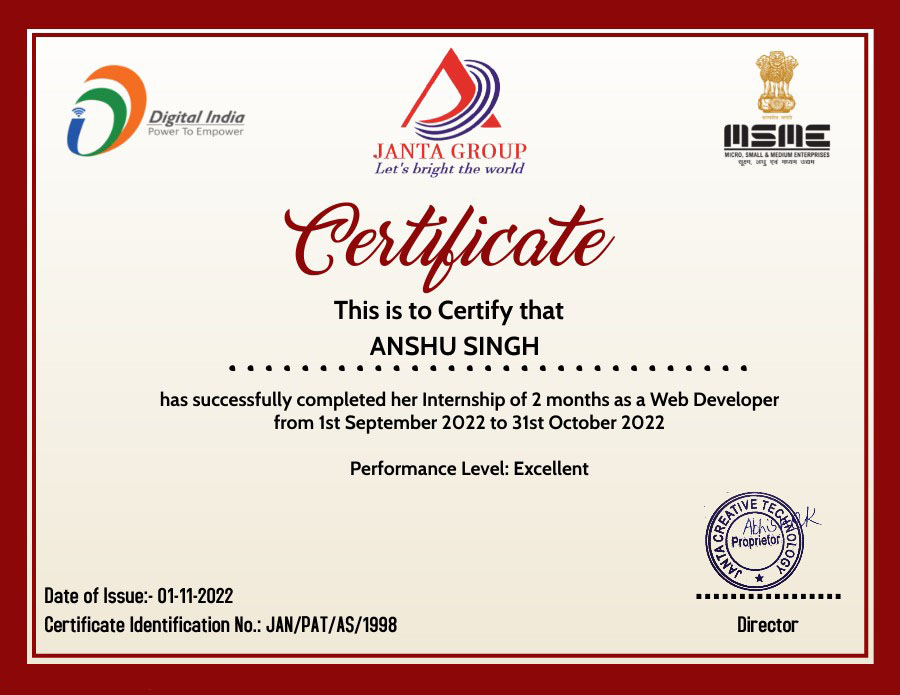 Digital India
Power To Empower
JANTA GROUP
Let's bright the world
सत्यमेव जयते
MSME
MICRO, SMALL & MEDIUM ENTERPRISES
सूक्ष्म, लघु एवं मध्यम उद्यम
Certificate
This is to Certify that
ANSHU SINGH
has successfully completed her Internship of 2 months as a Web Developer
from 1st September 2022 to 31st October 2022
Performance Level: Excellent
JANTA CREATIVE TECHNOLOGY
Proprietor
Date of Issue:- 01-11-2022
Certificate Identification No.: JAN/PAT/AS/1998
Director